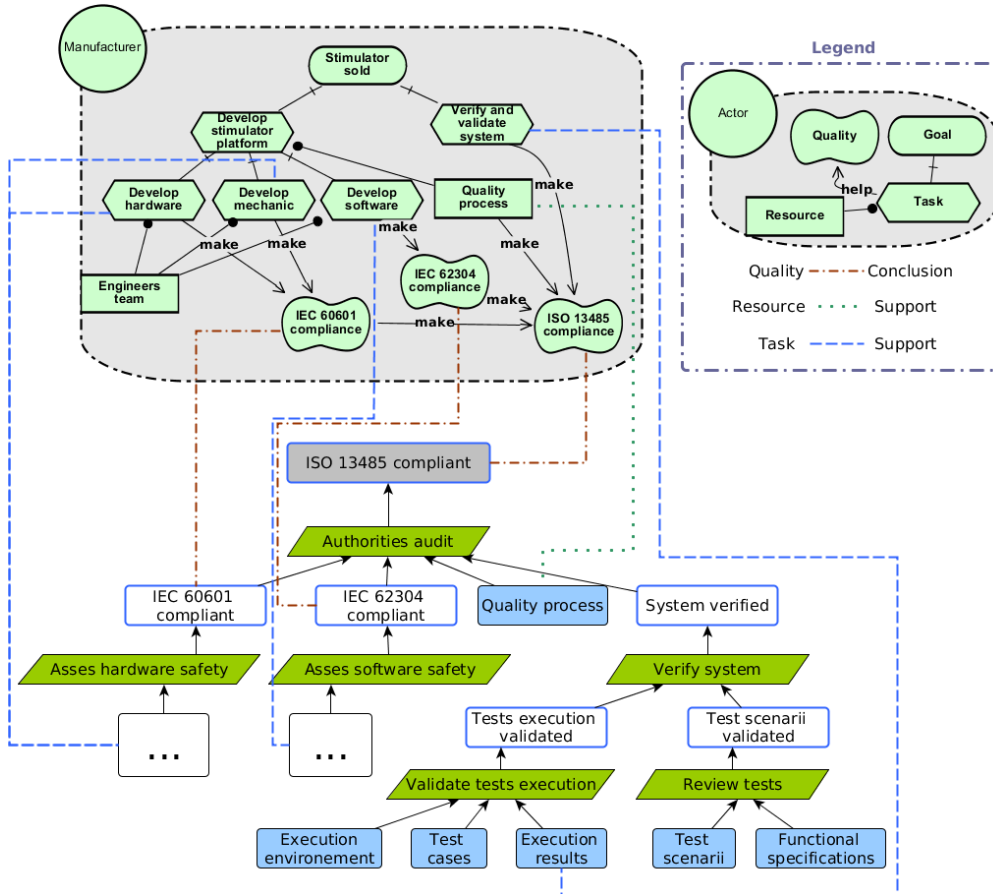 Manufacturer
Stimulator
sold
Develop
stimulator
platform
Verify and
validate
system
Develop
hardware
Develop
mechanic
Develop
software
Quality
process
make
make
make
make
make
Engineers
team
IEC 62304
compliance
make
IEC 60601
compliance
make
ISO 13485
compliance
Legend
Actor
Quality
Goal
help
Resource
Task
Quality
Conclusion
Resource
Support
Task
Support
ISO 13485 compliant
Authorities audit
IEC 60601
compliant
IEC 62304
compliant
Quality process
System verified
Asses hardware safety
Asses software safety
Verify system
...
...
Tests execution
validated
Test scenarii
validated
Validate tests execution
Review tests
Execution
environement
Test
cases
Execution
results
Test
scenarii
Functional
specifications